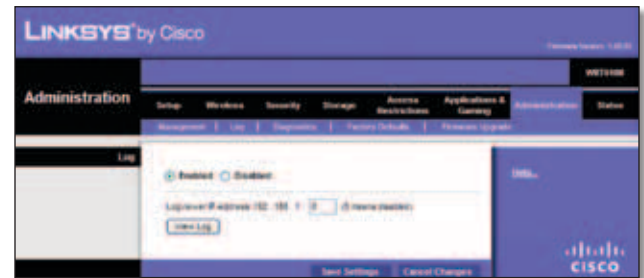 LINKSYS® by Cisco
Firmware Version:
Administration
Setup Wireless Security Storage Access Restrictions Applications & Gaming Administration Status
Management | Log | Diagnostics | Factory Defaults | Firmware Upgrade
Log
Enabled Disabled
Logviewer IP address 192 . 168 . 1 . 0 (0 means disabled)
View Log
Help...
Save Settings Cancel Changes
CISCO